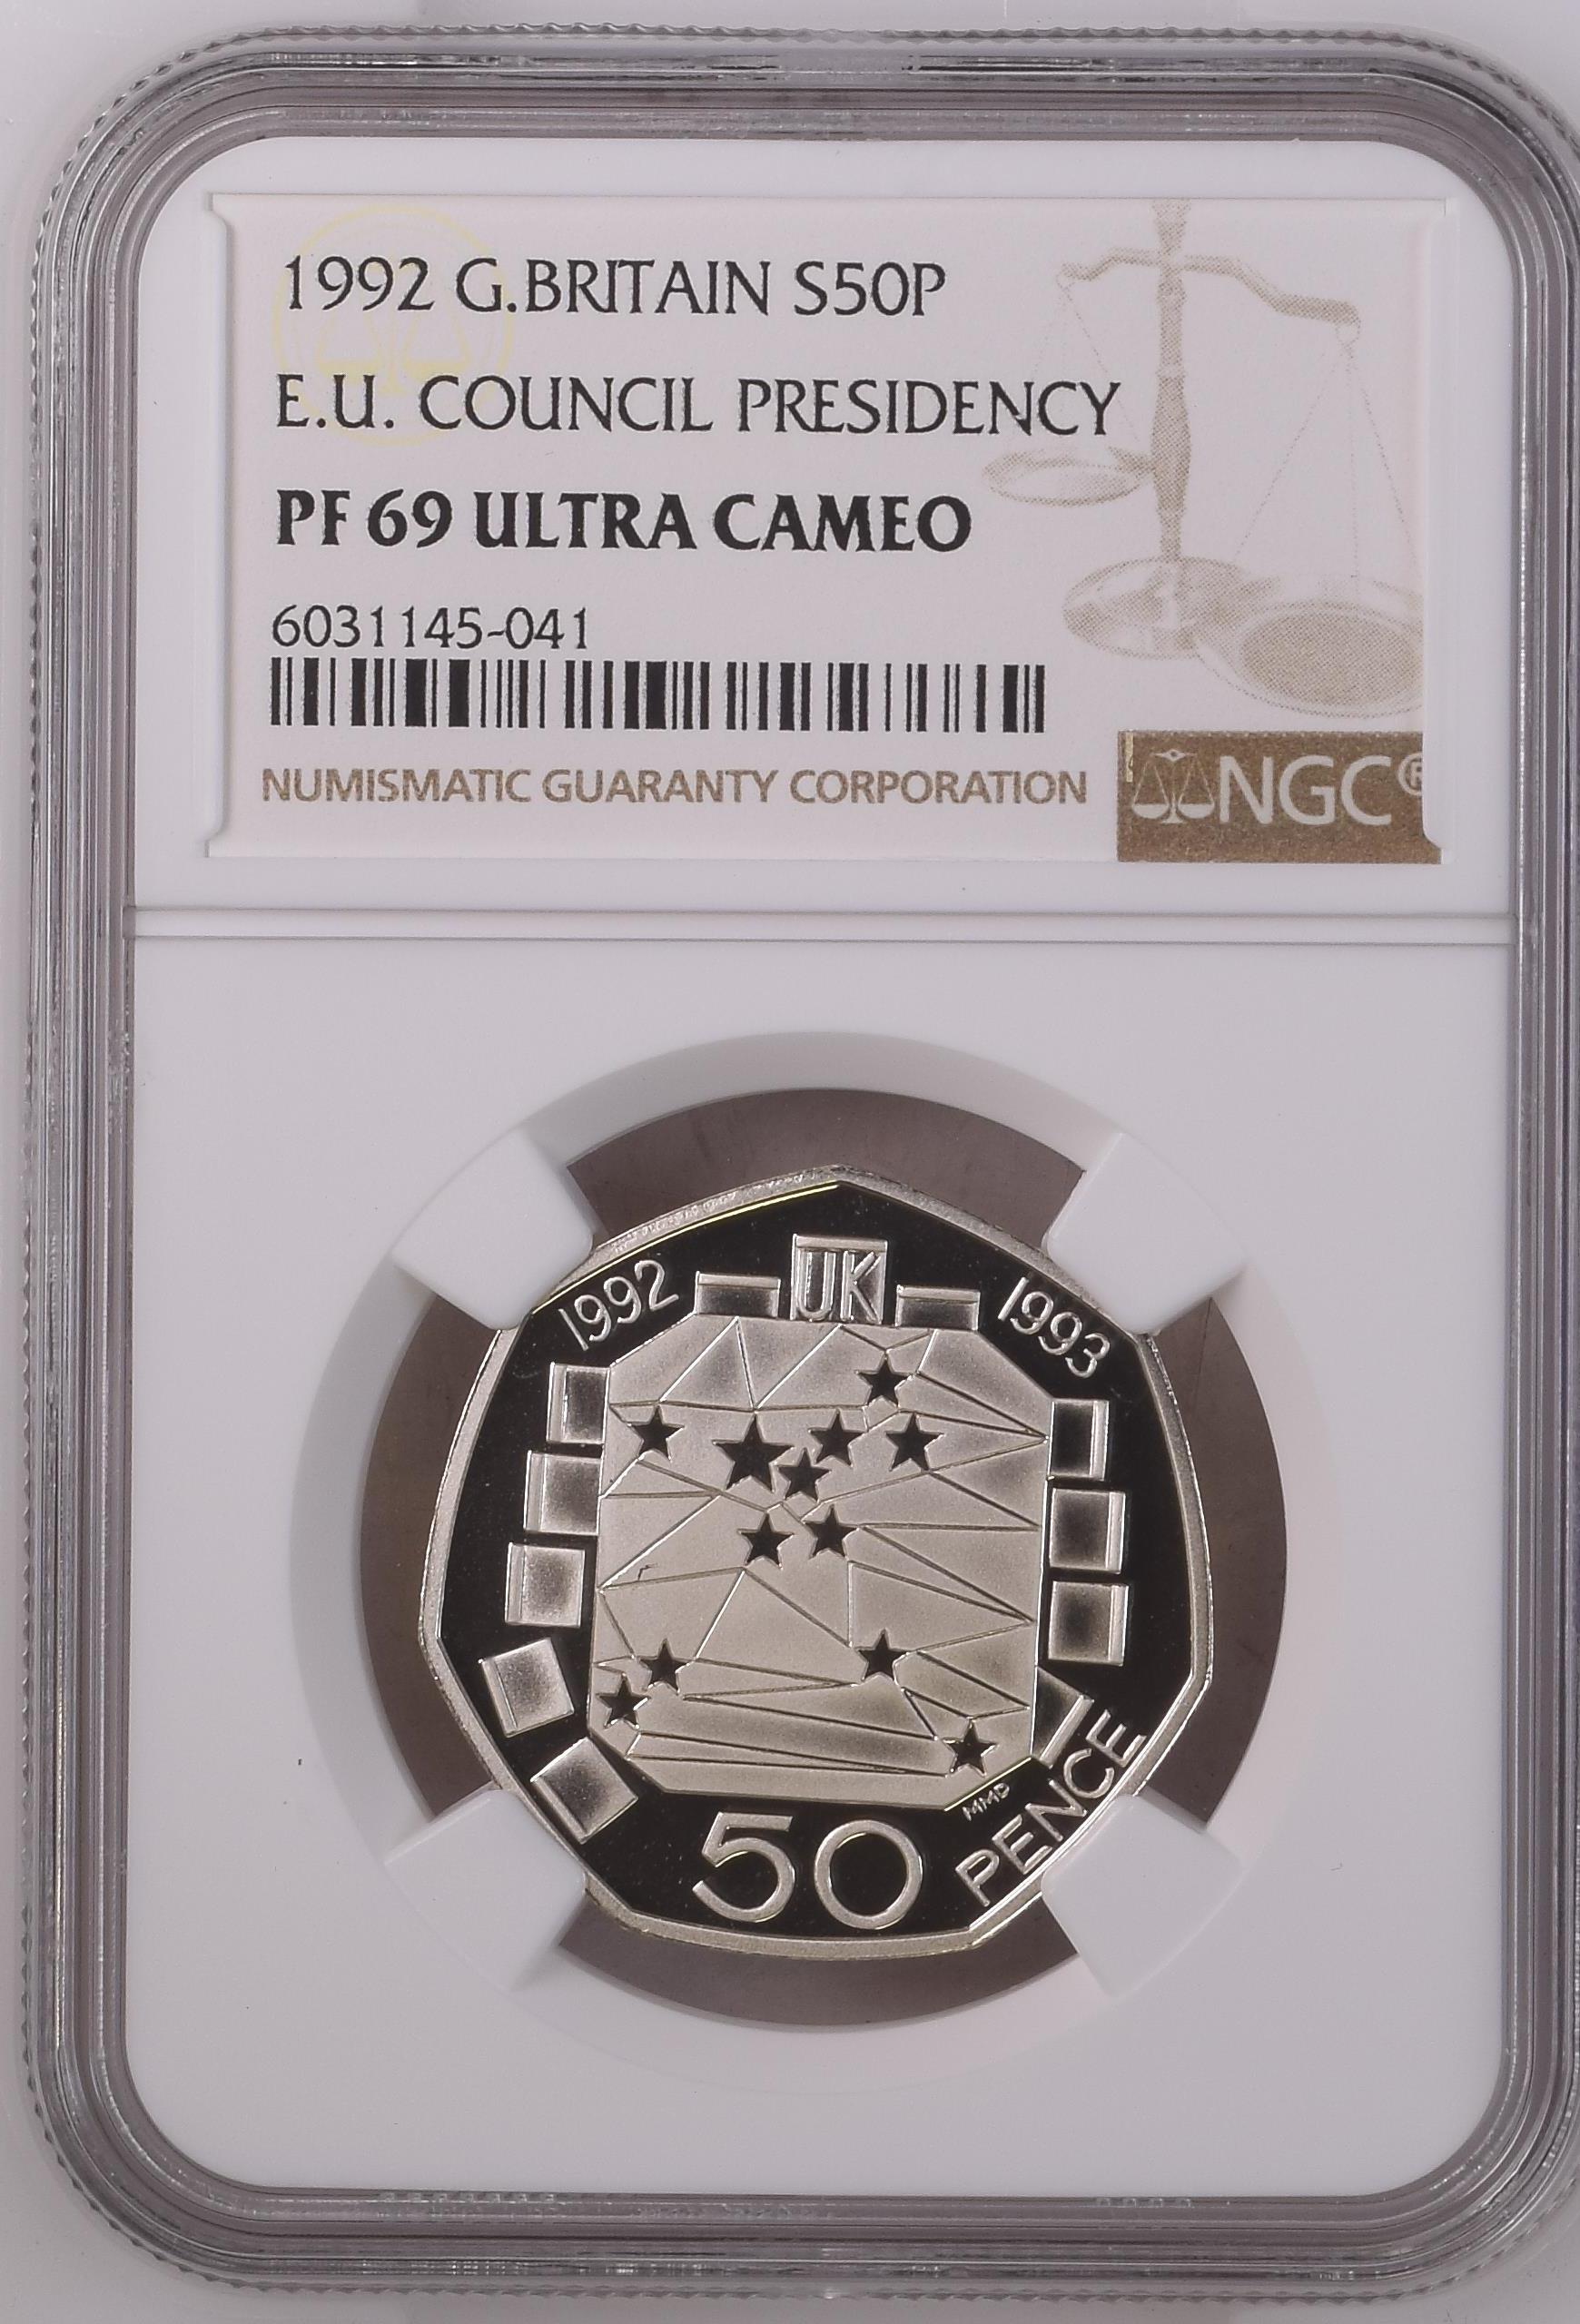 1992 G.BRITAIN S50P
E.U. COUNCIL PRESIDENCY
PF 69 ULTRA CAMEO
6031145-041
NUMISMATIC GUARANTY CORPORATION
NGC®
UK
1992
1993
MMD
50
PENCE